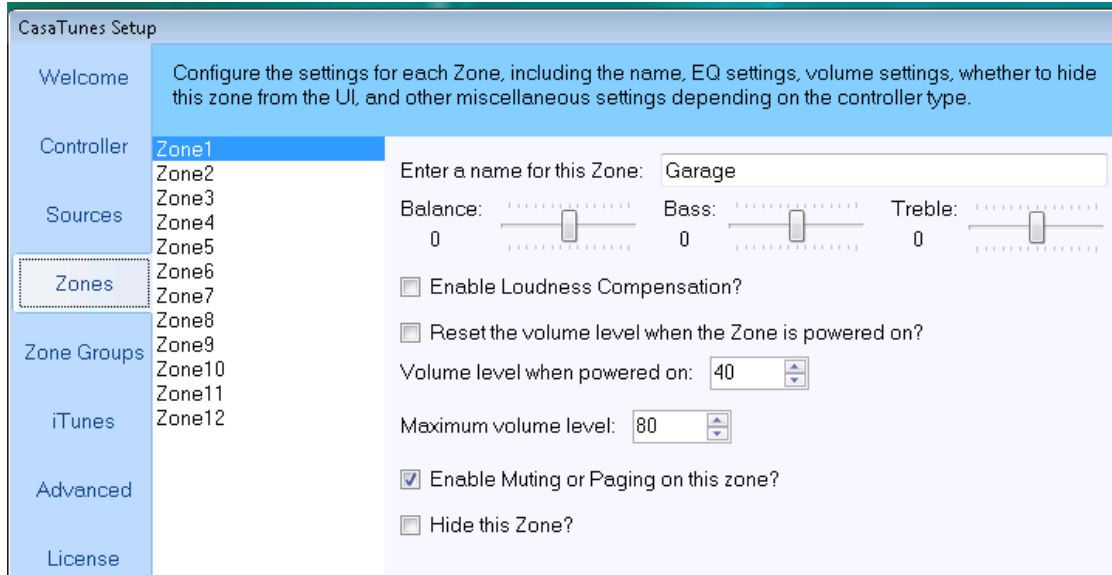 CasaTunes Setup
Welcome
Configure the settings for each Zone, including the name, EQ settings, volume settings, whether to hide
this zone from the UI, and other miscellaneous settings depending on the controller type.
Controller
Sources
Zones
Zone Groups
iTunes
Advanced
License
Zone1
Zone2
Zone3
Zone4
Zone5
Zone6
Zone7
Zone8
Zone9
Zone10
Zone11
Zone12
Enter a name for this Zone: Garage
Balance: Bass: Treble:
0 0 0
Enable Loudness Compensation?
Reset the volume level when the Zone is powered on?
Volume level when powered on: 40
Maximum volume level: 80
Enable Muting or Paging on this zone?
Hide this Zone?